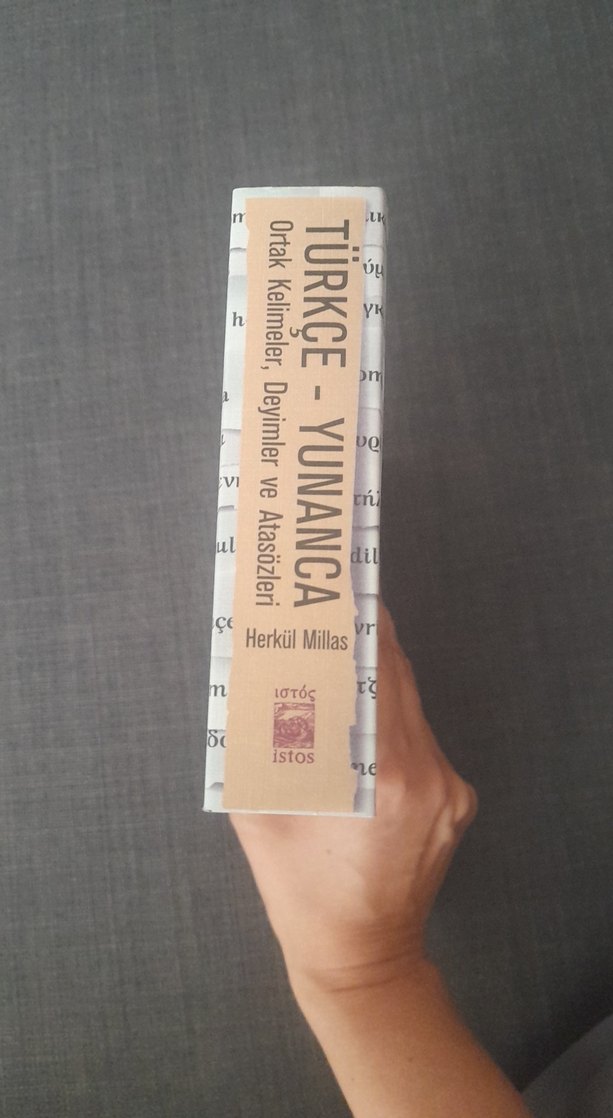 TÜRKÇE - YUNANCA
Ortak Kelimeler, Deyimler ve Atasözleri
Herkül Millas
ιστός
istos